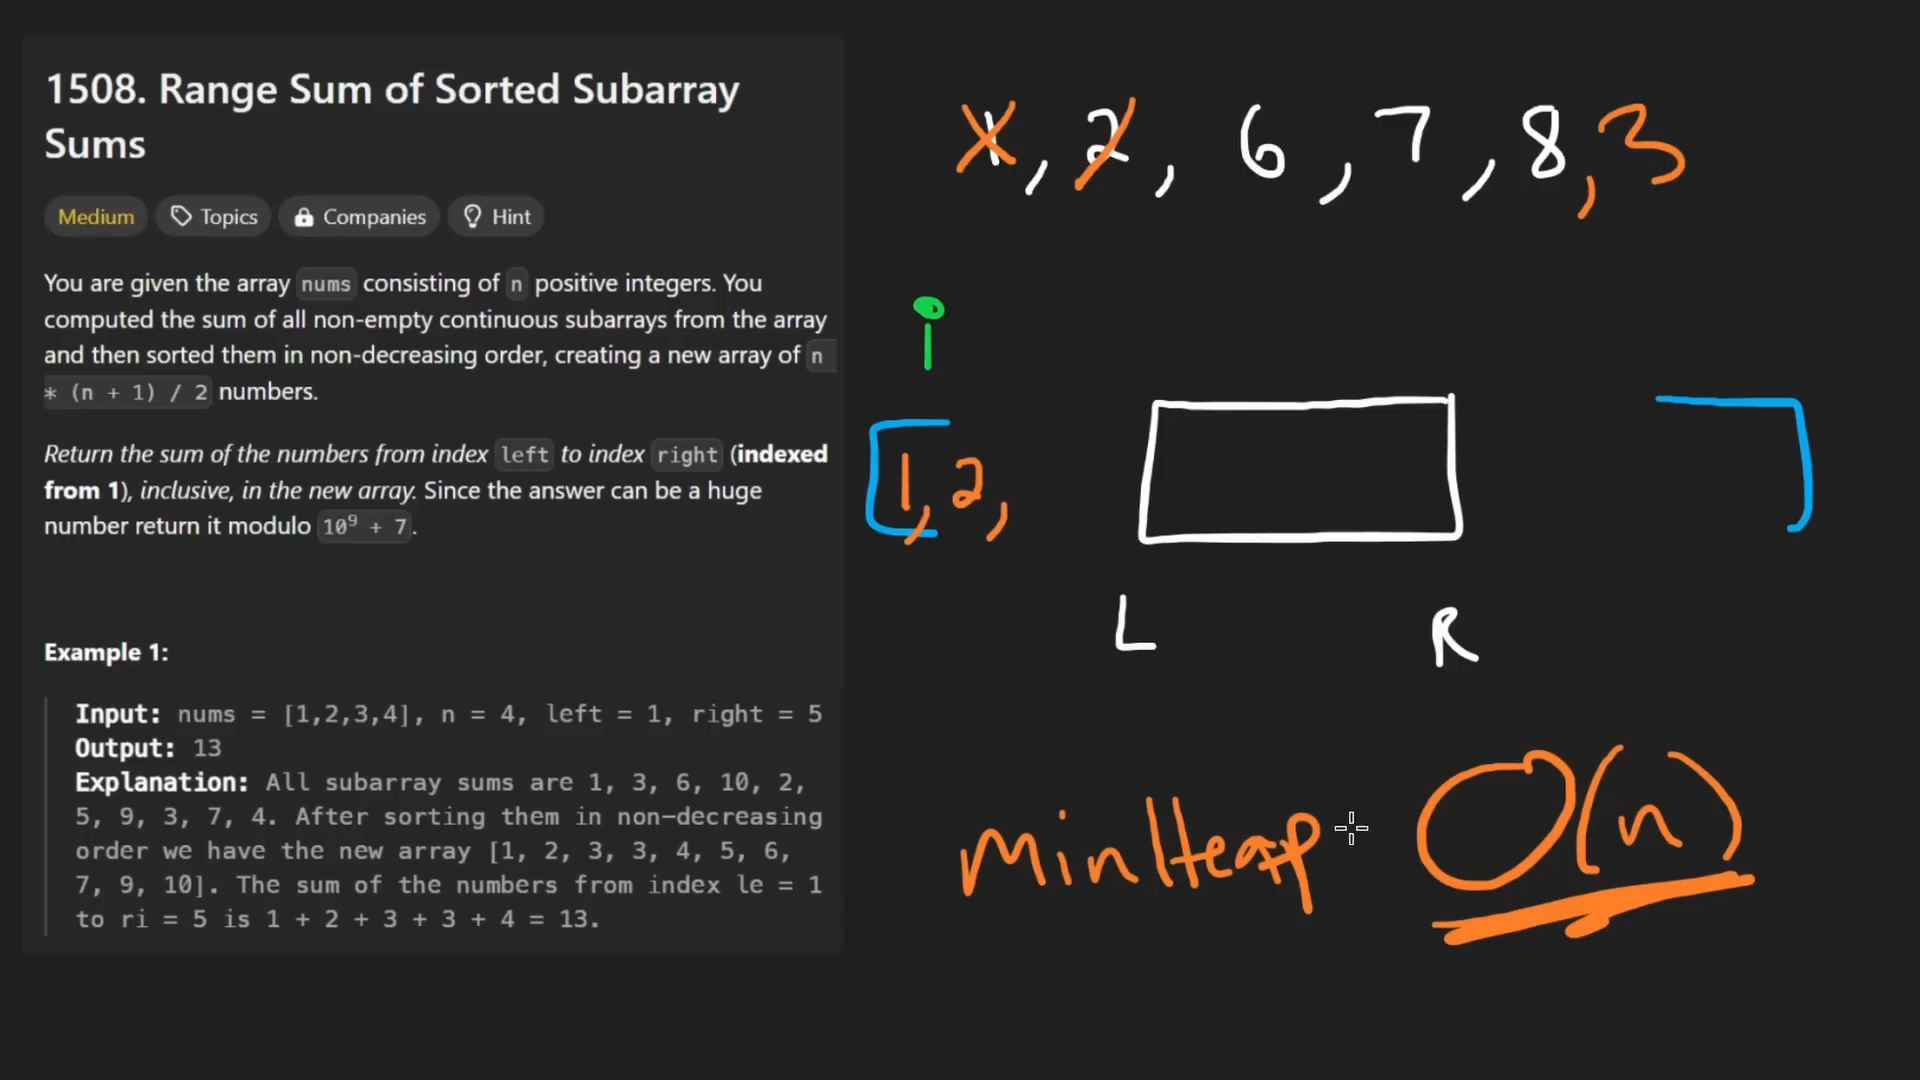 1508. Range Sum of Sorted Subarray
Sums
Medium Topics Companies Hint
You are given the array nums consisting of n positive integers. You
computed the sum of all non-empty continuous subarrays from the array
and then sorted them in non-decreasing order, creating a new array of n
* (n + 1) / 2 numbers.
Return the sum of the numbers from index left to index right (indexed
from 1), inclusive, in the new array. Since the answer can be a huge
number return it modulo 10⁹ + 7.
Example 1:
Input: nums = [1,2,3,4], n = 4, left = 1, right = 5
Output: 13
Explanation: All subarray sums are 1, 3, 6, 10, 2,
5, 9, 3, 7, 4. After sorting them in non-decreasing
order we have the new array [1, 2, 3, 3, 4, 5, 6,
7, 9, 10]. The sum of the numbers from index le = 1
to ri = 5 is 1 + 2 + 3 + 3 + 4 = 13.
1, 2, 6, 7, 8, 3
i
[1, 2, ]
L R
minHeap O(n)